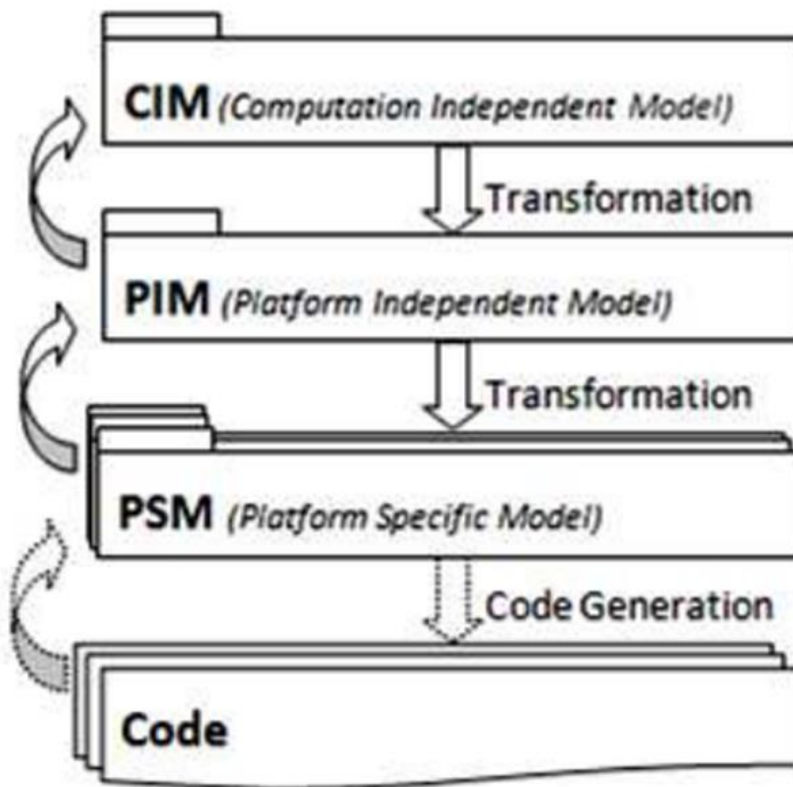 CIM (Computation Independent Model)
Transformation
PIM (Platform Independent Model)
Transformation
PSM (Platform Specific Model)
Code Generation
Code